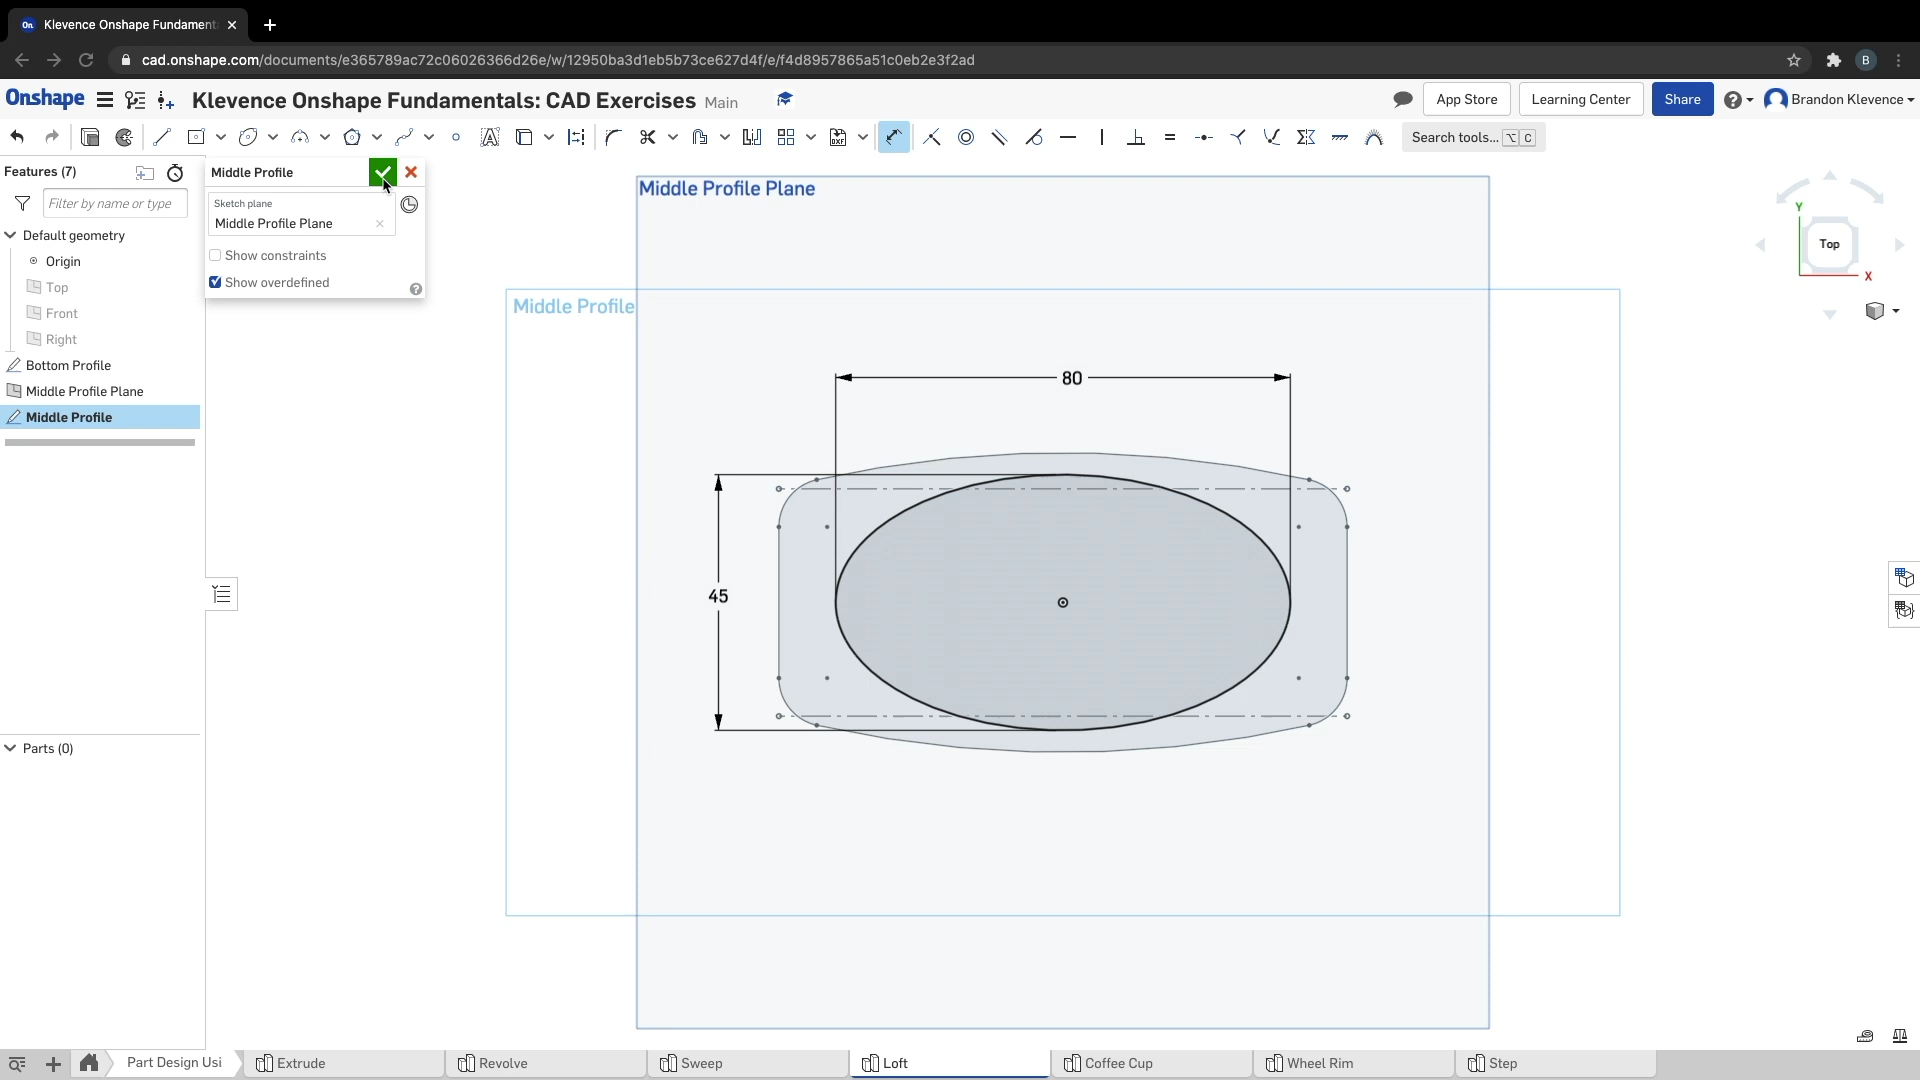 Klevence Onshape Fundament
cad.onshape.com/documents/e365789ac72c06026366d26e/w/12950ba3d1eb5b73ce627d4f/e/f4d8957865a51c0eb2e3f2ad
B
Onshape
Klevence Onshape Fundamentals: CAD Exercises Main
App Store
Learning Center
Share
Brandon Klevence
Search tools... ⌥ C
Features (7)
Filter by name or type
Default geometry
Origin
Top
Front
Right
Bottom Profile
Middle Profile Plane
Middle Profile
Parts (0)
Middle Profile
Sketch plane
Middle Profile Plane
Show constraints
Show overdefined
Middle Profile Plane
Middle Profile
80
45
Y
Top
X
Part Design Usi
Extrude
Revolve
Sweep
Loft
Coffee Cup
Wheel Rim
Step